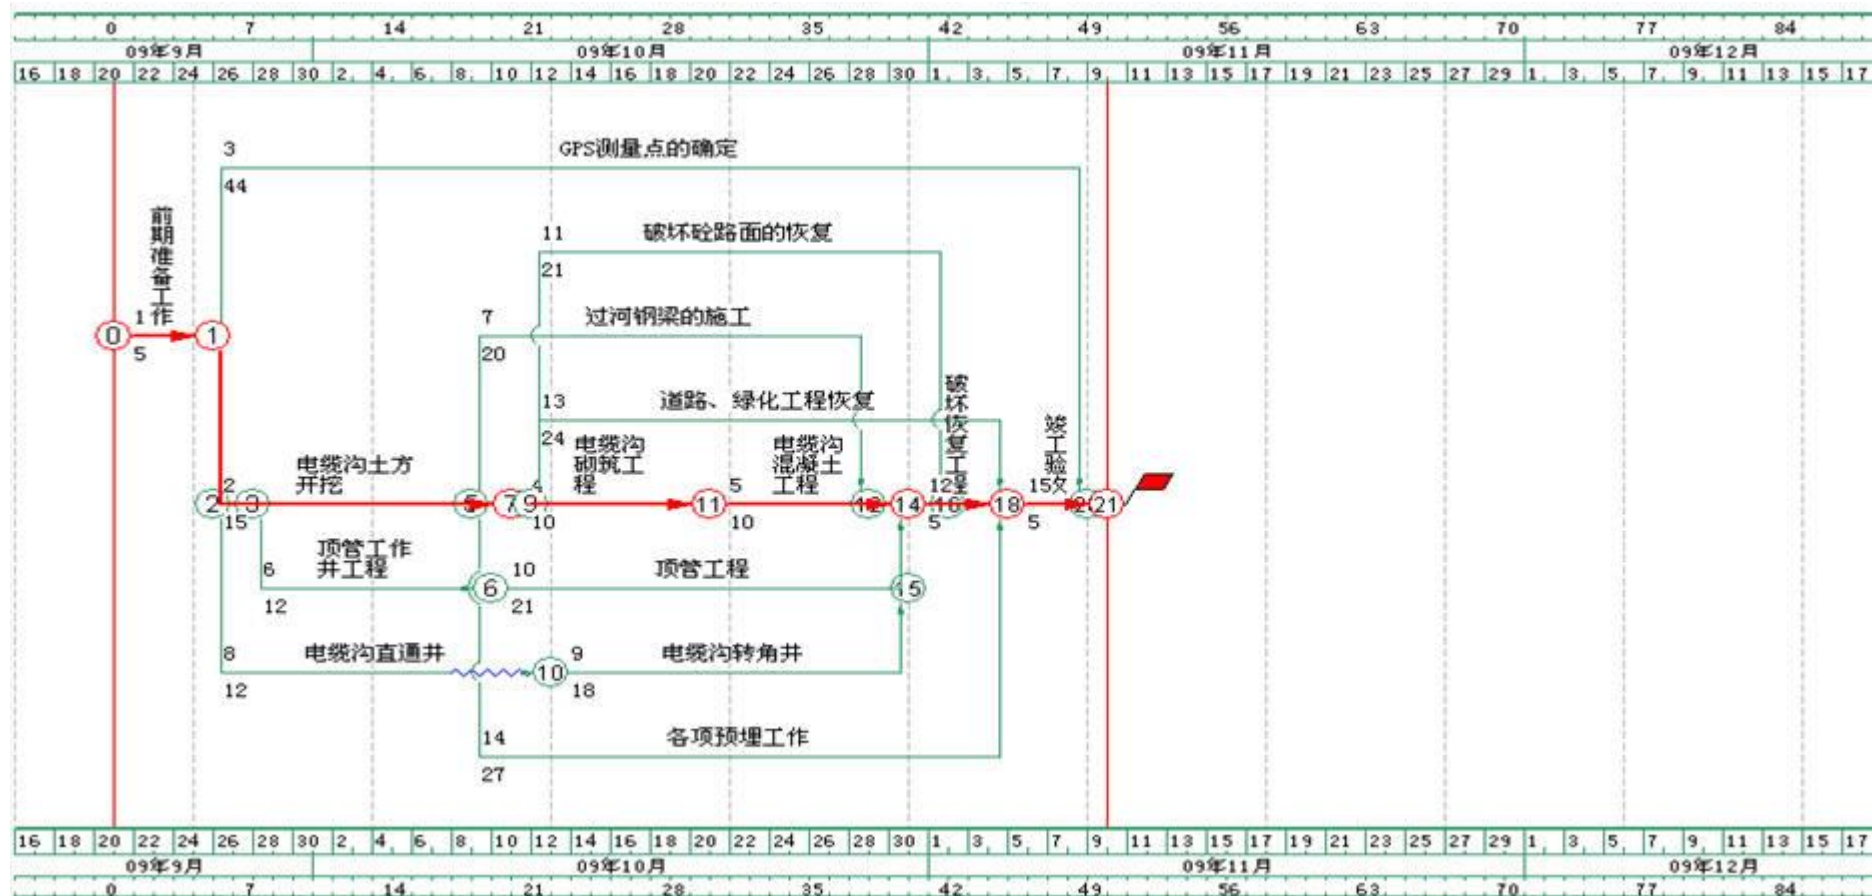 0 7 14 21 28 35 42 49 56 63 70 77 84
09年9月 09年10月 09年11月 09年12月
16 18 20 22 24 26 28 30 2, 4, 6, 8, 10 12 14 16 18 20 22 24 26 28 30 1, 3, 5, 7, 9, 11 13 15 17 19 21 23 25 27 29 1, 3, 5, 7, 9, 11 13 15 17
3 GPS测量点的确定
44
前期准备工作
11 破坏砼路面的恢复
21
0 1 5 1
7 过河钢梁的施工
20
13 道路、绿化工程恢复
24
破坏恢复工程
竣工验收
电缆沟土方
开挖
电缆沟
砌筑工
程
电缆沟
混凝土
工程
2 2 3 5 7 9 4 11 5 12 14 12 16 18 15 21
15 10 10 5 5
顶管工作
井工程
6
12
6 10 顶管工程 15
21
8 电缆沟直通井 10 9 电缆沟转角井
12 18
14 各项预埋工作
27
16 18 20 22 24 26 28 30 2, 4, 6, 8, 10 12 14 16 18 20 22 24 26 28 30 1, 3, 5, 7, 9, 11 13 15 17 19 21 23 25 27 29 1, 3, 5, 7, 9, 11 13 15 17
09年9月 09年10月 09年11月 09年12月
0 7 14 21 28 35 42 49 56 63 70 77 84